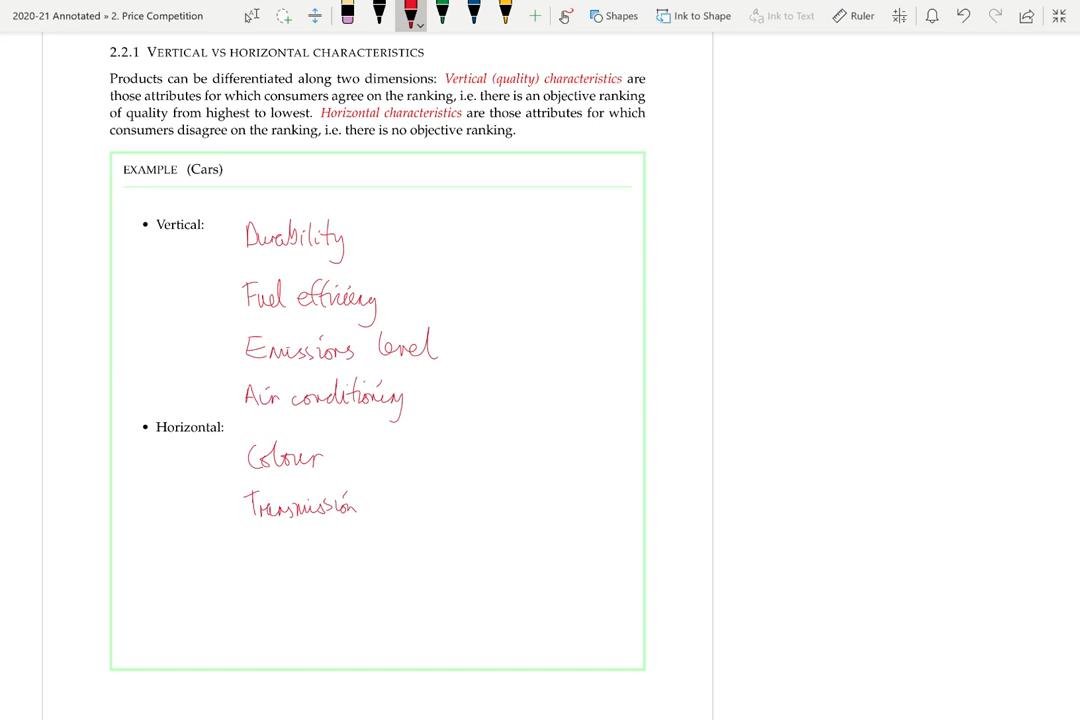 2020-21 Annotated » 2. Price Competition
Shapes
Ink to Shape
Ink to Text
Ruler
2.2.1 VERTICAL VS HORIZONTAL CHARACTERISTICS
Products can be differentiated along two dimensions: Vertical (quality) characteristics are
those attributes for which consumers agree on the ranking, i.e. there is an objective ranking
of quality from highest to lowest. Horizontal characteristics are those attributes for which
consumers disagree on the ranking, i.e. there is no objective ranking.
EXAMPLE (Cars)
• Vertical:
Durability
Fuel efficiency
Emissions level
Air conditioning
• Horizontal:
Colour
Transmission